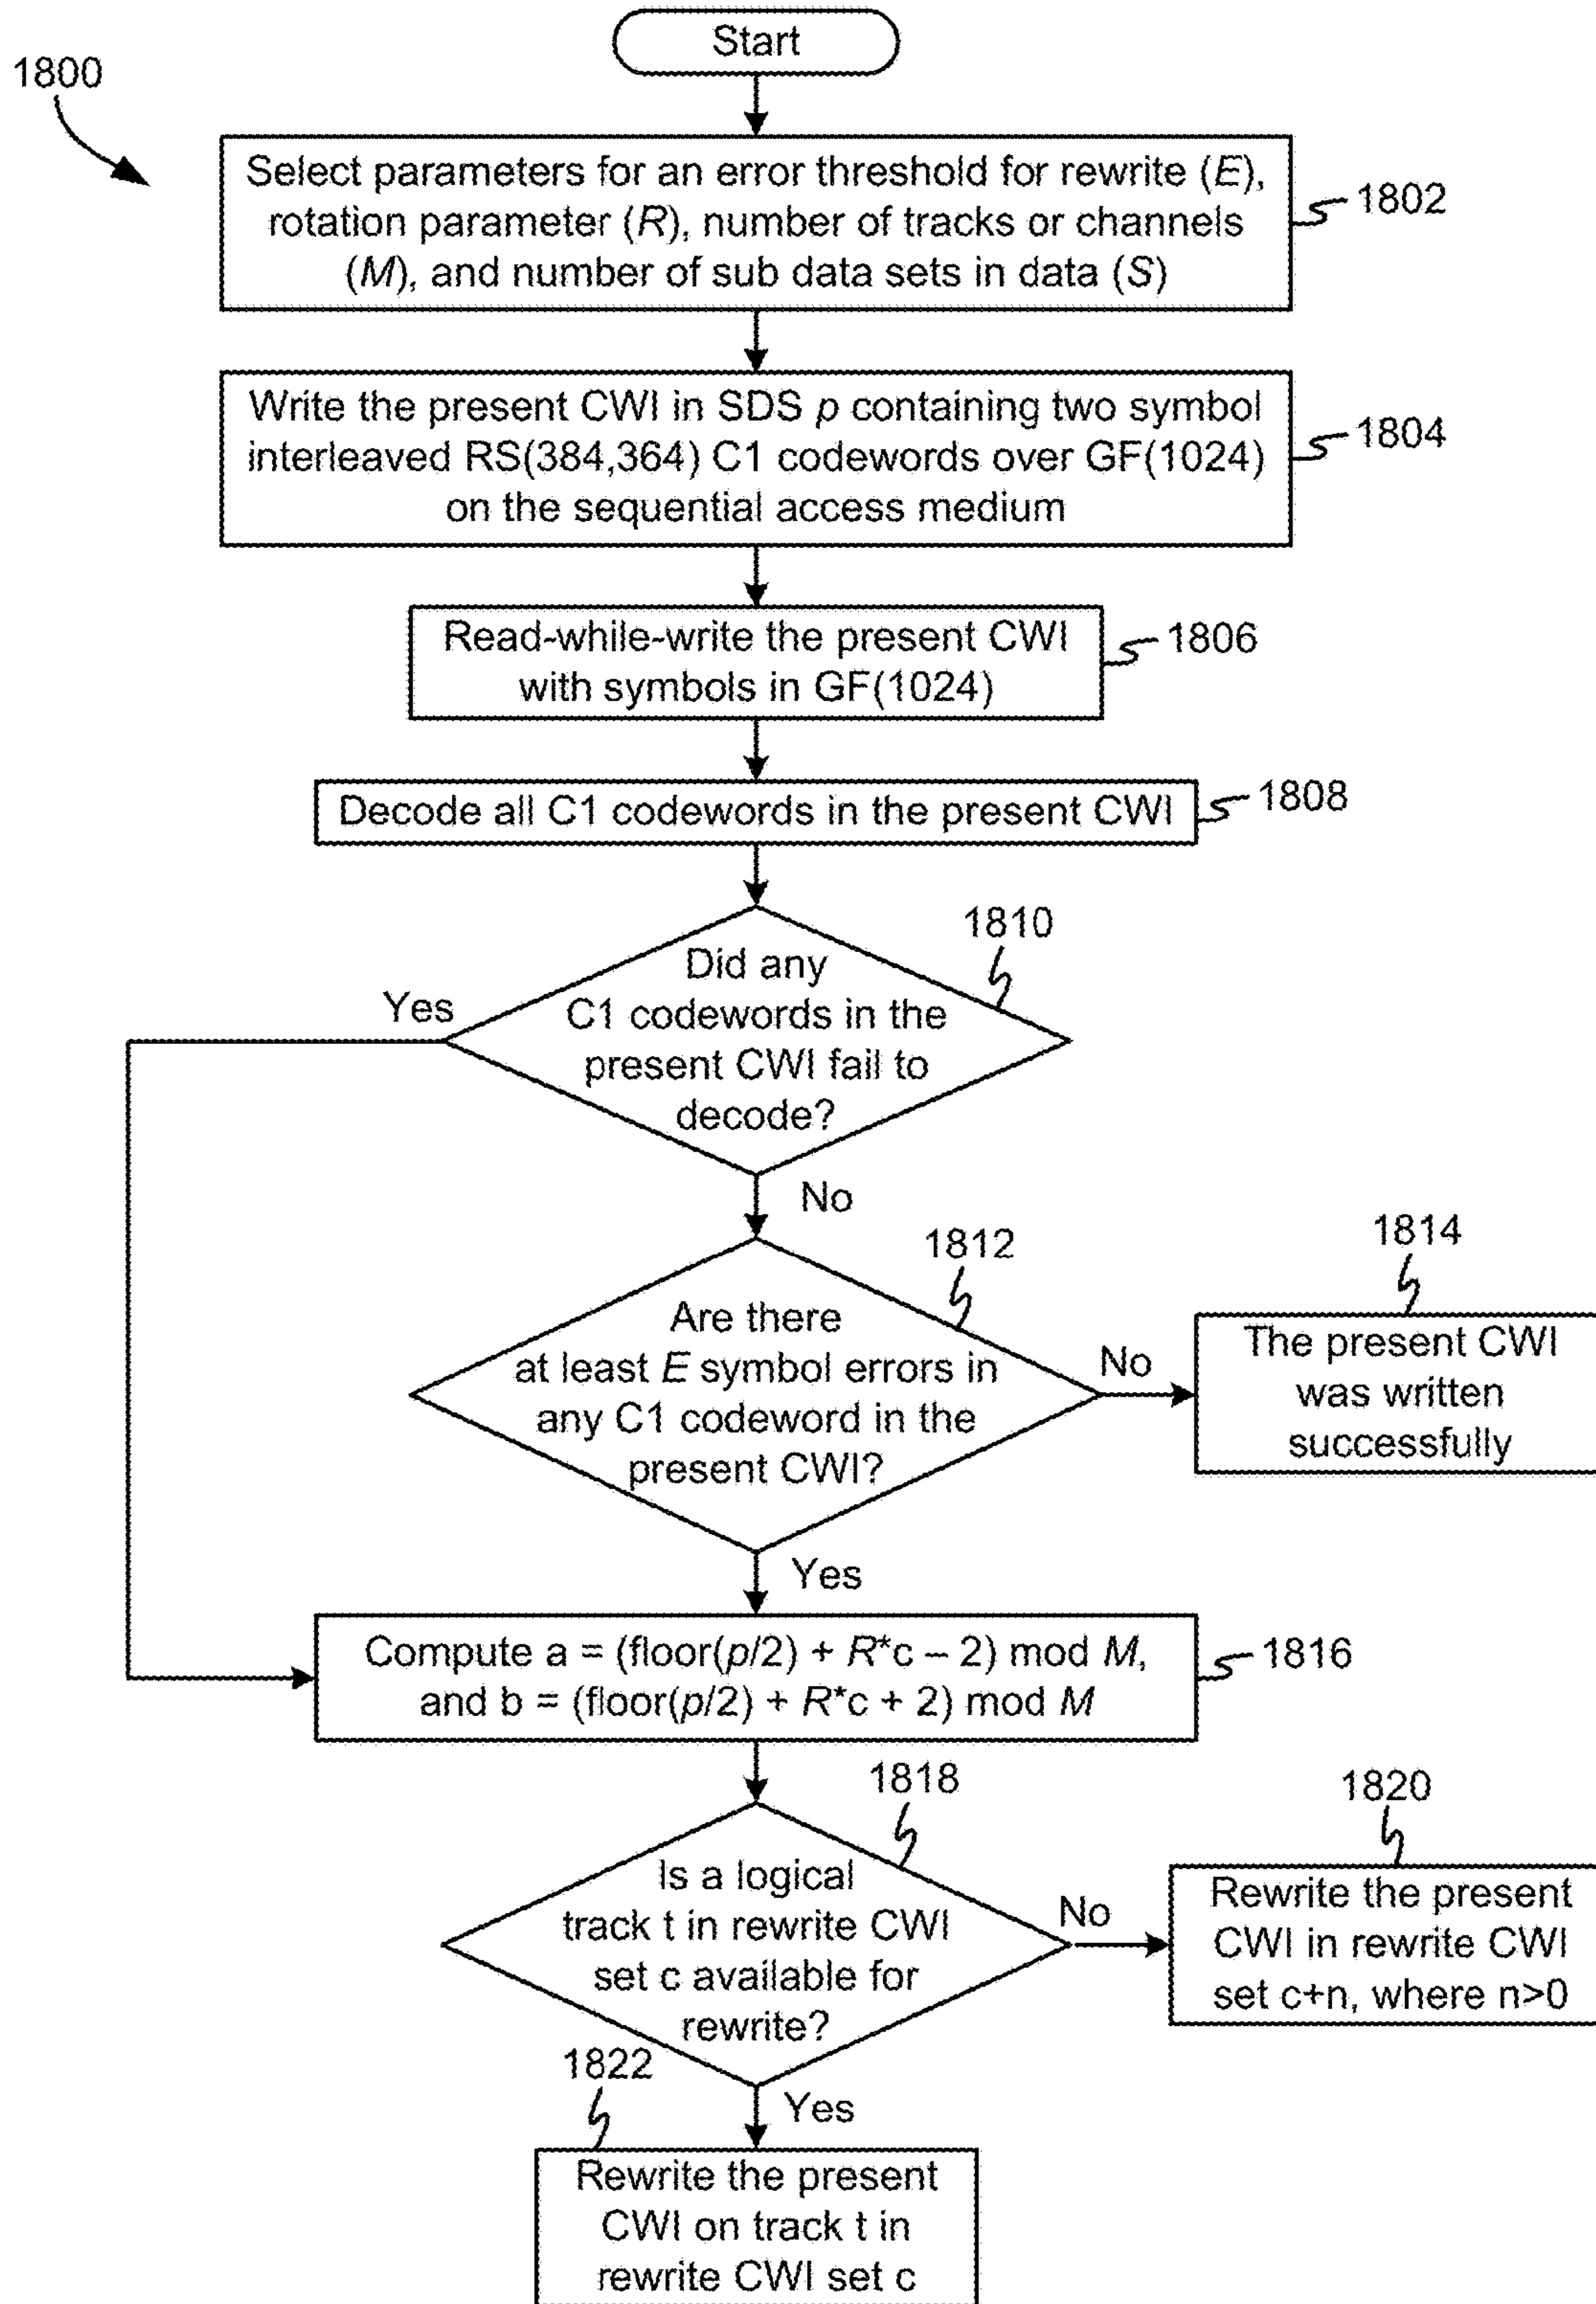 Start
1800
Select parameters for an error threshold for rewrite (E),
rotation parameter (R), number of tracks or channels
(M), and number of sub data sets in data (S)
1802
Write the present CWI in SDS p containing two symbol
interleaved RS(384,364) C1 codewords over GF(1024)
on the sequential access medium
1804
Read-while-write the present CWI
with symbols in GF(1024)
1806
Decode all C1 codewords in the present CWI
1808
1810
Did any
C1 codewords in the
present CWI fail to
decode?
Yes
No
1812
Are there
at least E symbol errors in
any C1 codeword in the
present CWI?
No
1814
The present CWI
was written
successfully
Yes
Compute a = (floor(p/2) + R*c – 2) mod M,
and b = (floor(p/2) + R*c + 2) mod M
1816
1818
Is a logical
track t in rewrite CWI
set c available for
rewrite?
No
1820
Rewrite the present
CWI in rewrite CWI
set c+n, where n>0
1822
Yes
Rewrite the present
CWI on track t in
rewrite CWI set c